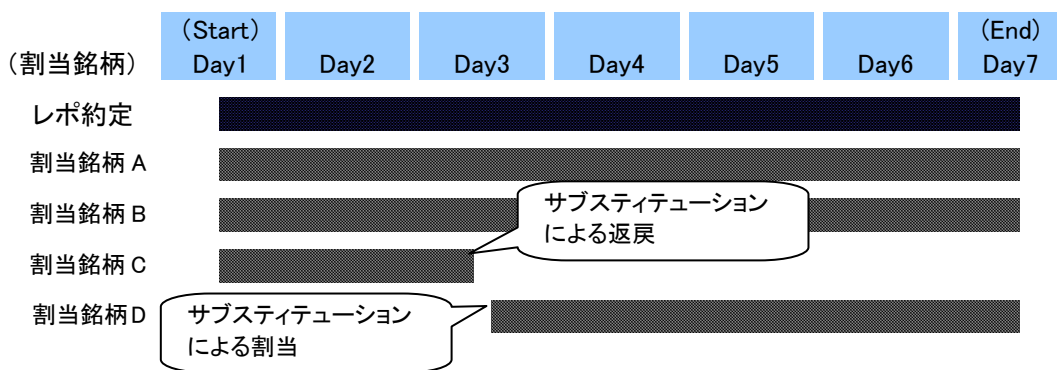 (Start) (End)
(割当銘柄) Day1 Day2 Day3 Day4 Day5 Day6 Day7
レポ約定
割当銘柄 A
割当銘柄 B
サブスティテューション
による返戻
割当銘柄 C
割当銘柄D
サブスティテューション
による割当